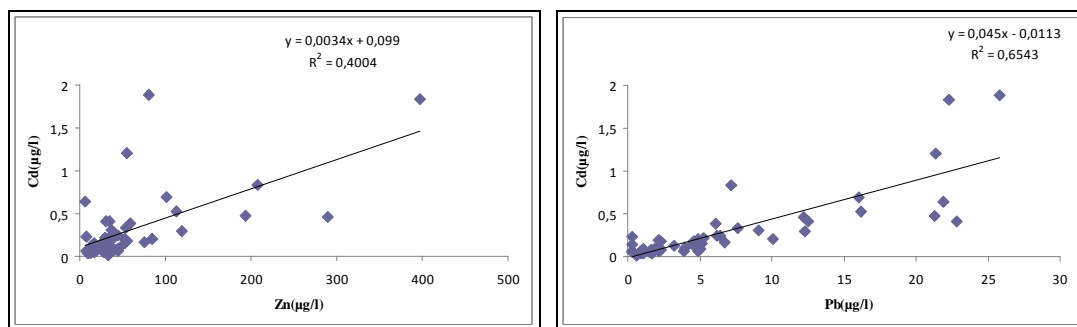 y = 0,0034x + 0,099
R² = 0,4004
2
1,5
1
0,5
0
0 100 200 300 400 500
Cd(µg/l)
Zn(µg/l)
y = 0,045x - 0,0113
R² = 0,6543
2
1,5
1
0,5
0
0 5 10 15 20 25 30
Cd(µg/l)
Pb(µg/l)